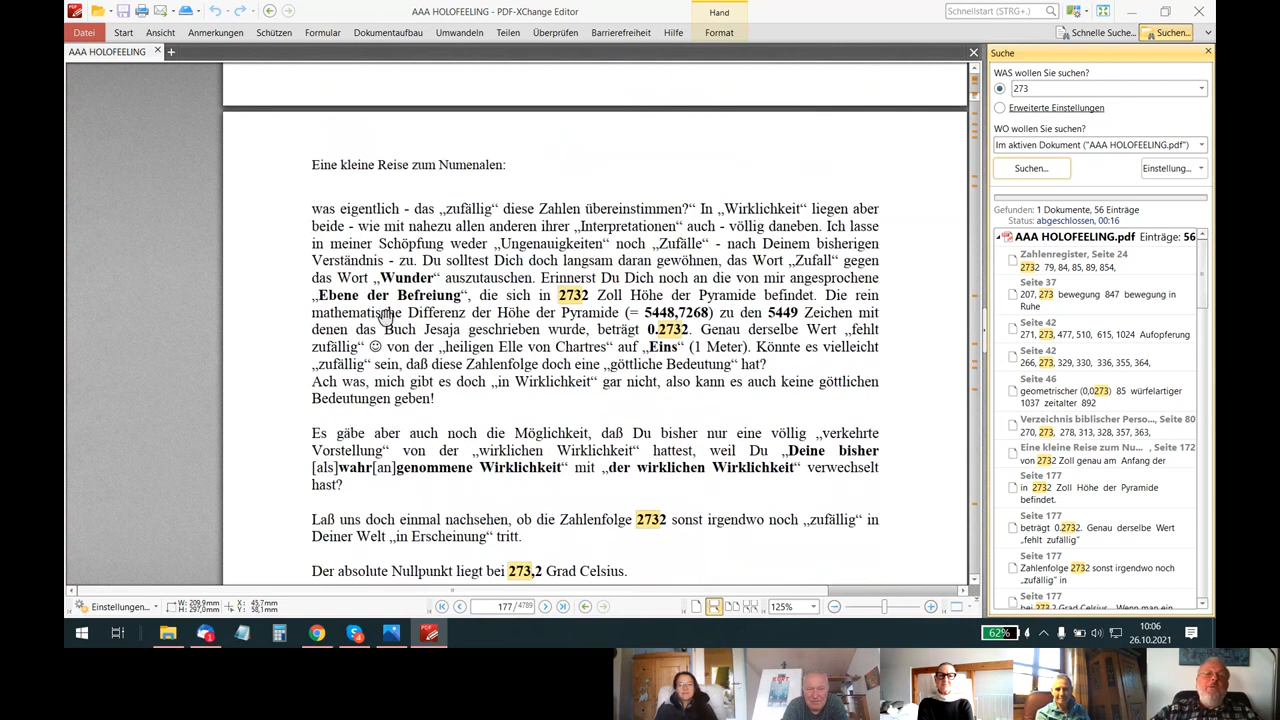 AAA HOLOFEELING - PDF-XChange Editor
Hand
Schnellstart (STRG+.)
Datei Start Ansicht Anmerkungen Schützen Formular Dokumentaufbau Umwandeln Teilen Überprüfen Barrierefreiheit Hilfe Format Schnelle Suche... Suchen...
AAA HOLOFEELING
Eine kleine Reise zum Numenalen:
was eigentlich - das „zufällig“ diese Zahlen übereinstimmen?“ In „Wirklichkeit“ liegen aber
beide - wie mit nahezu allen anderen ihrer „Interpretationen“ auch - völlig daneben. Ich lasse
in meiner Schöpfung weder „Ungenauigkeiten“ noch „Zufälle“ - nach Deinem bisherigen
Verständnis - zu. Du solltest Dich doch langsam daran gewöhnen, das Wort „Zufall“ gegen
das Wort „Wunder“ auszutauschen. Erinnerst Du Dich noch an die von mir angesprochene
„Ebene der Befreiung“, die sich in 2732 Zoll Höhe der Pyramide befindet. Die rein
mathematische Differenz der Höhe der Pyramide (= 5448,7268) zu den 5449 Zeichen mit
denen das Buch Jesaja geschrieben wurde, beträgt 0.2732. Genau derselbe Wert „fehlt
zufällig“ ☺ von der „heiligen Elle von Chartres“ auf „Eins“ (1 Meter). Könnte es vielleicht
„zufällig“ sein, daß diese Zahlenfolge doch eine „göttliche Bedeutung“ hat?
Ach was, mich gibt es doch „in Wirklichkeit“ gar nicht, also kann es auch keine göttlichen
Bedeutungen geben!
Es gäbe aber auch noch die Möglichkeit, daß Du bisher nur eine völlig „verkehrte
Vorstellung“ von der „wirklichen Wirklichkeit“ hattest, weil Du „Deine bisher
[als]wahr[an]genommene Wirklichkeit“ mit „der wirklichen Wirklichkeit“ verwechselt
hast?
Laß uns doch einmal nachsehen, ob die Zahlenfolge 2732 sonst irgendwo noch „zufällig“ in
Deiner Welt „in Erscheinung“ tritt.
Der absolute Nullpunkt liegt bei 273,2 Grad Celsius.
Suche
WAS wollen Sie suchen?
273
Erweiterte Einstellungen
WO wollen Sie suchen?
Im aktiven Dokument ("AAA HOLOFEELING.pdf")
Suchen... Einstellung...
Gefunden: 1 Dokumente, 56 Einträge
Status: abgeschlossen, 00:16
AAA HOLOFEELING.pdf Einträge: 56
Zahlenregister, Seite 24
2732 79, 84, 85, 89, 854,
Seite 37
207, 273 bewegung 847 bewegung in
Ruhe
Seite 42
271, 273, 477, 510, 615, 1024 Aufopferung
Seite 42
266, 273, 329, 330, 336, 355, 364,
Seite 46
geometrischer (0,0273) 85 würfelartiger
1037 zeitalter 892
Verzeichnis biblischer Perso... , Seite 80
270, 273, 278, 313, 328, 357, 363,
Eine kleine Reise zum Nu... , Seite 172
von 2732 Zoll genau am Anfang der
Seite 177
in 2732 Zoll Höhe der Pyramide
befindet.
Seite 177
beträgt 0.2732. Genau derselbe Wert
„fehlt zufällig“
Seite 177
Zahlenfolge 2732 sonst irgendwo noch
„zufällig“ in
Seite 177
Einstellungen... W: 209,9mm H: 297,0mm X: 45,7mm Y: 38,1mm 177 /4789 125%
62% 10:06
26.10.2021